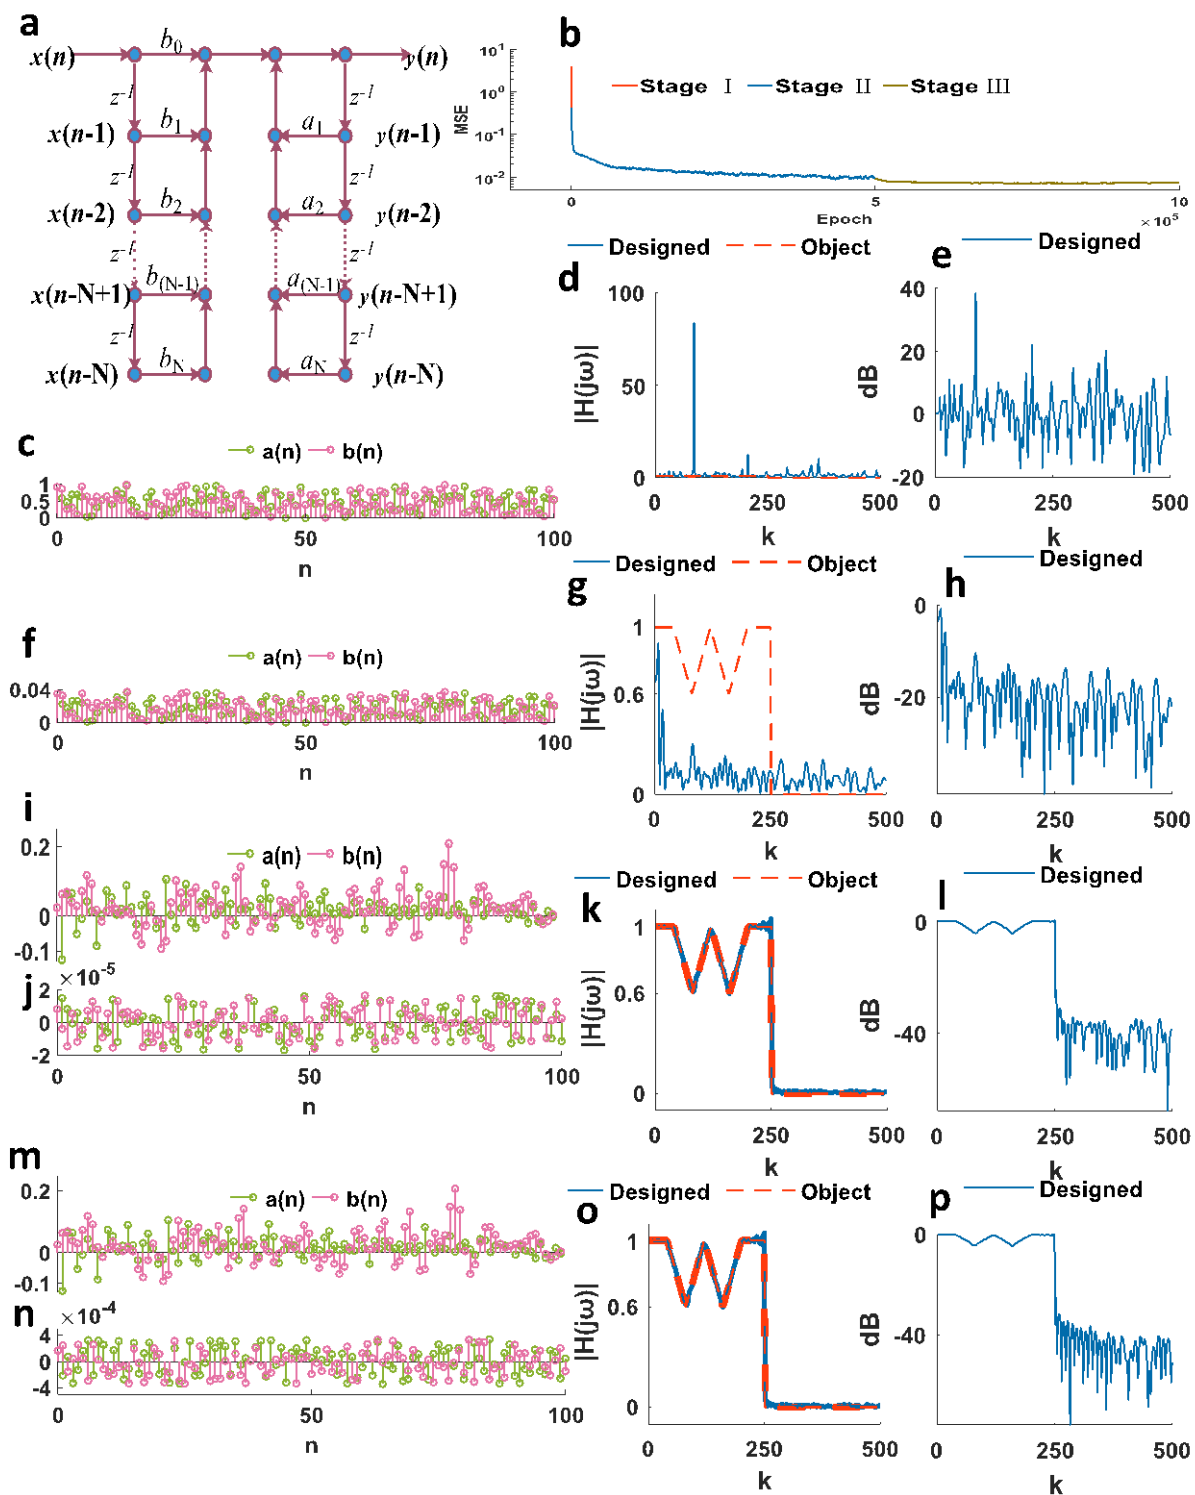 a
x(n) b0 y(n)
z-1 z-1
x(n-1) b1 a1 y(n-1)
z-1 z-1
x(n-2) b2 a2 y(n-2)
z-1 z-1
x(n-N+1) b(N-1) a(N-1) y(n-N+1)
z-1 z-1
x(n-N) bN aN y(n-N)
b
10^1
10^0
10^-1
10^-2
MSE
Stage I Stage II Stage III
0 5 10
Epoch ×10^5
c
a(n) b(n)
1
0.5
0
0 50 100
n
Designed Object
d
100
50
0
|H(jω)|
0 250 500
k
Designed
e
40
20
0
-20
dB
0 250 500
k
f
a(n) b(n)
0.04
0
0 50 100
n
Designed Object
g
1
0.6
0
|H(jω)|
0 250 500
k
Designed
h
0
-20
dB
0 250 500
k
i
a(n) b(n)
0.2
0
-0.1
j
×10^-5
2
0
-2
0 50 100
n
Designed Object
k
1
0.6
0
|H(jω)|
0 250 500
k
Designed
l
0
-40
dB
0 250 500
k
m
a(n) b(n)
0.2
0
-0.1
n
×10^-4
4
0
-4
0 50 100
n
Designed Object
o
1
0.6
0
|H(jω)|
0 250 500
k
Designed
p
0
-40
dB
0 250 500
k